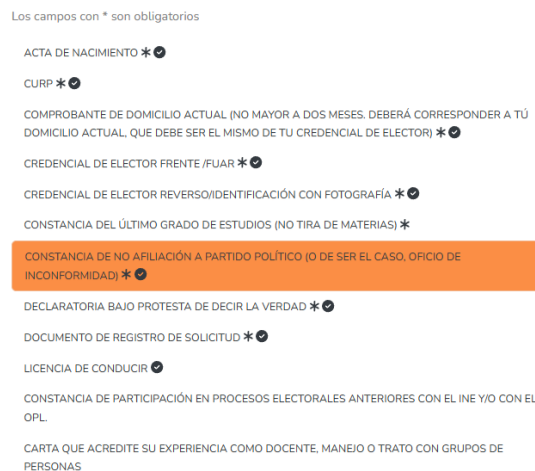 Los campos con * son obligatorios
ACTA DE NACIMIENTO *
CURP *
COMPROBANTE DE DOMICILIO ACTUAL (NO MAYOR A DOS MESES. DEBERÁ CORRESPONDER A TÚ
DOMICILIO ACTUAL, QUE DEBE SER EL MISMO DE TU CREDENCIAL DE ELECTOR) *
CREDENCIAL DE ELECTOR FRENTE /FUAR *
CREDENCIAL DE ELECTOR REVERSO/IDENTIFICACIÓN CON FOTOGRAFÍA *
CONSTANCIA DEL ÚLTIMO GRADO DE ESTUDIOS (NO TIRA DE MATERIAS) *
CONSTANCIA DE NO AFILIACIÓN A PARTIDO POLÍTICO (O DE SER EL CASO, OFICIO DE
INCONFORMIDAD) *
DECLARATORIA BAJO PROTESTA DE DECIR LA VERDAD *
DOCUMENTO DE REGISTRO DE SOLICITUD *
LICENCIA DE CONDUCIR
CONSTANCIA DE PARTICIPACIÓN EN PROCESOS ELECTORALES ANTERIORES CON EL INE Y/O CON EL
OPL.
CARTA QUE ACREDITE SU EXPERIENCIA COMO DOCENTE, MANEJO O TRATO CON GRUPOS DE
PERSONAS